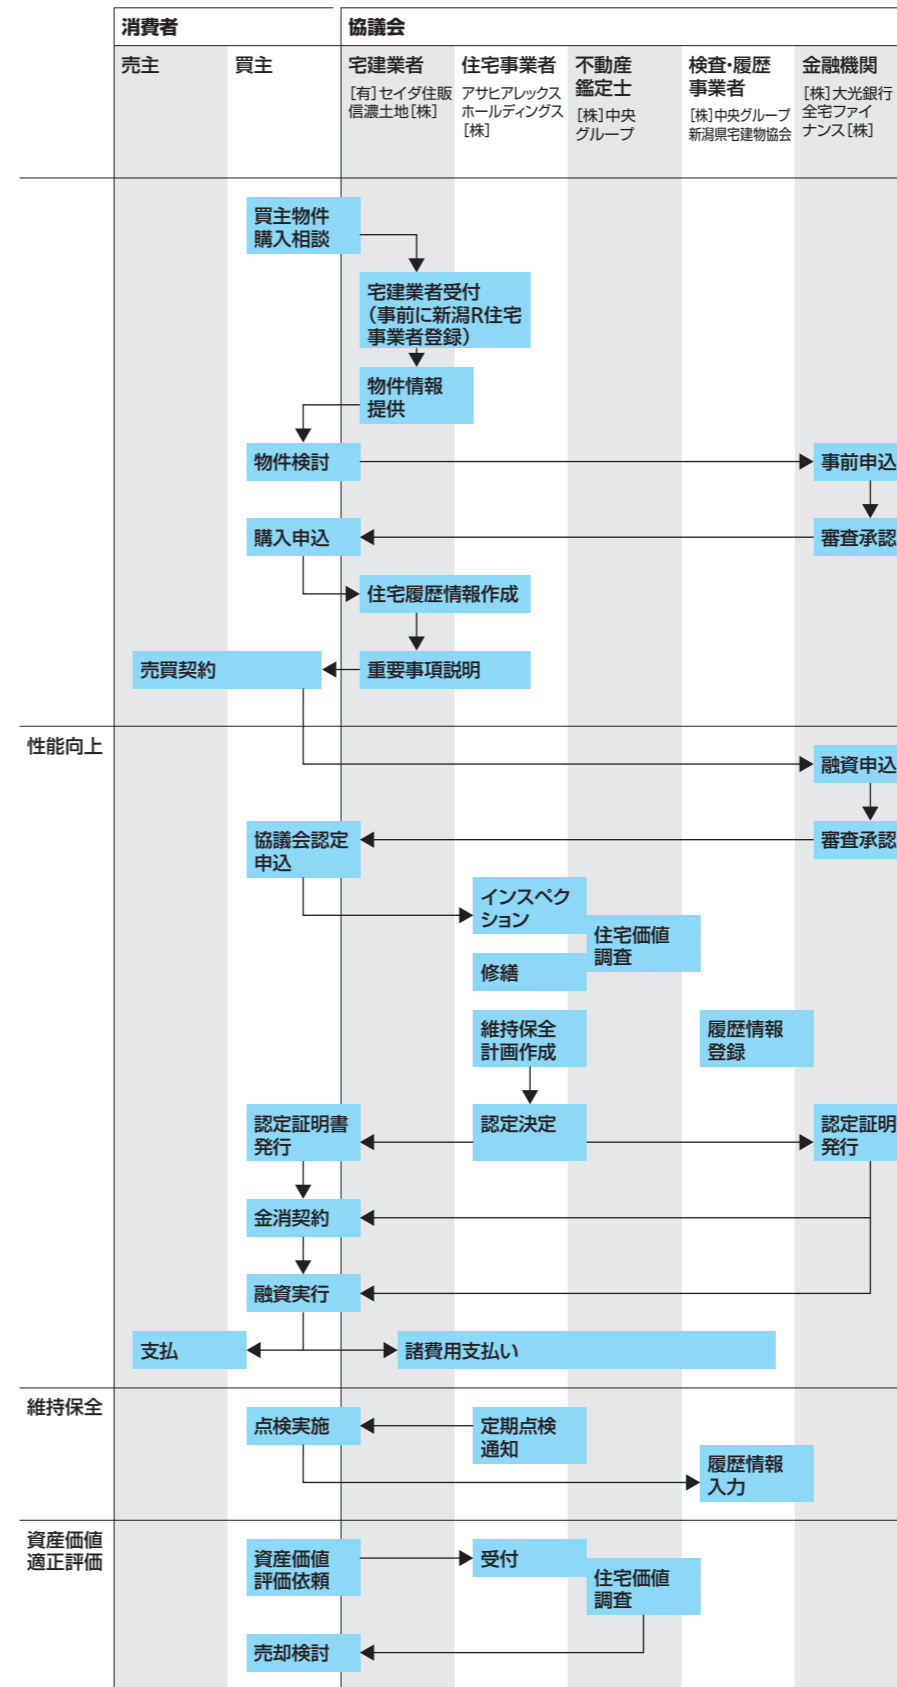 消費者
協議会
売主
買主
宅建業者
[有]セイダ住販
信濃土地[株]
住宅事業者
アサヒアレックス
ホールディングス
[株]
不動産
鑑定士
[株]中央
グループ
検査・履歴
事業者
[株]中央グループ
新潟県宅建物協会
金融機関
[株]大光銀行
全宅ファイ
ナンス[株]
買主物件
購入相談
宅建業者受付
(事前に新潟R住宅
事業者登録)
物件情報
提供
物件検討
事前申込
購入申込
審査承認
住宅履歴情報作成
売買契約
重要事項説明
性能向上
融資申込
協議会認定
申込
審査承認
インスペク
ション
住宅価値
調査
修繕
維持保全
計画作成
履歴情報
登録
認定証明書
発行
認定決定
認定証明
発行
金消契約
融資実行
支払
諸費用支払い
維持保全
点検実施
定期点検
通知
履歴情報
入力
資産価値
適正評価
資産価値
評価依頼
受付
住宅価値
調査
売却検討